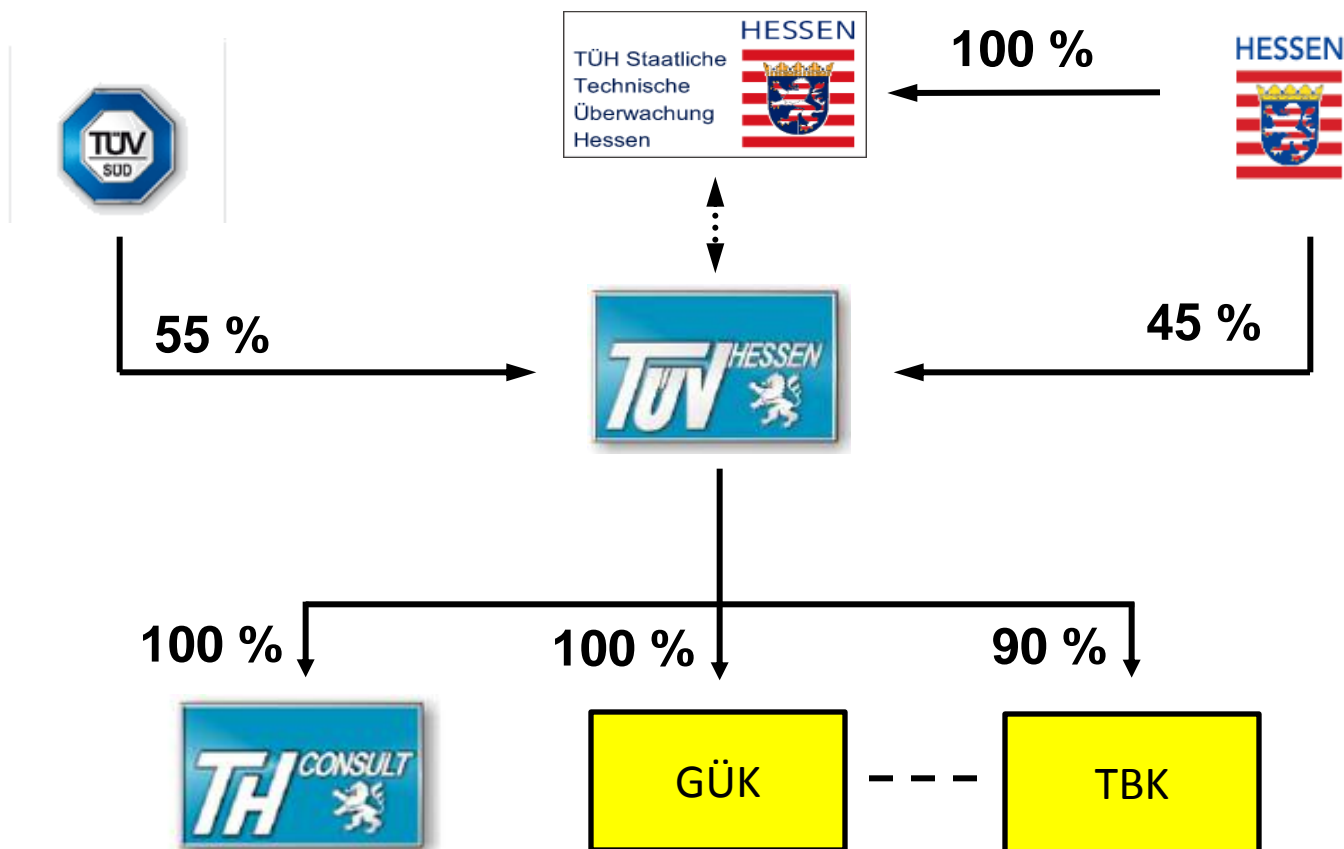 HESSEN
TÜH Staatliche
Technische
Überwachung
Hessen
100 %
HESSEN
TÜV
SÜD
55 %
45 %
TÜV HESSEN
100 %
100 %
90 %
TH CONSULT
GÜK
TBK